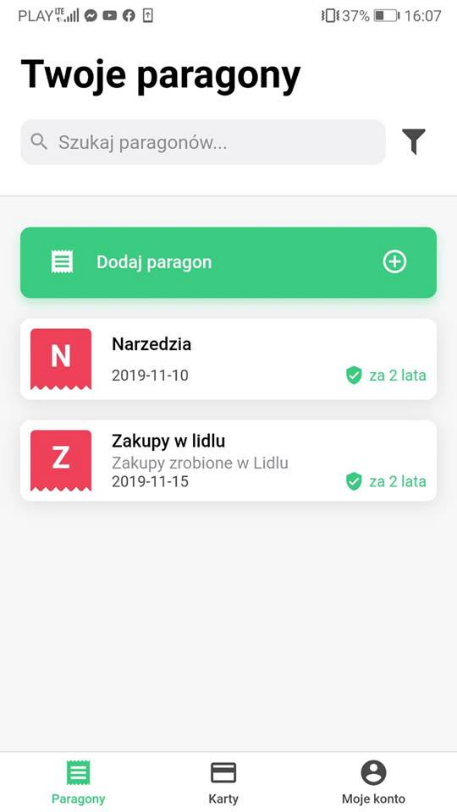 PLAY LTE 37% 16:07
Twoje paragony
Szukaj paragonów...
Dodaj paragon
N
Narzedzia
2019-11-10
za 2 lata
Z
Zakupy w lidlu
Zakupy zrobione w Lidlu
2019-11-15
za 2 lata
Paragony
Karty
Moje konto